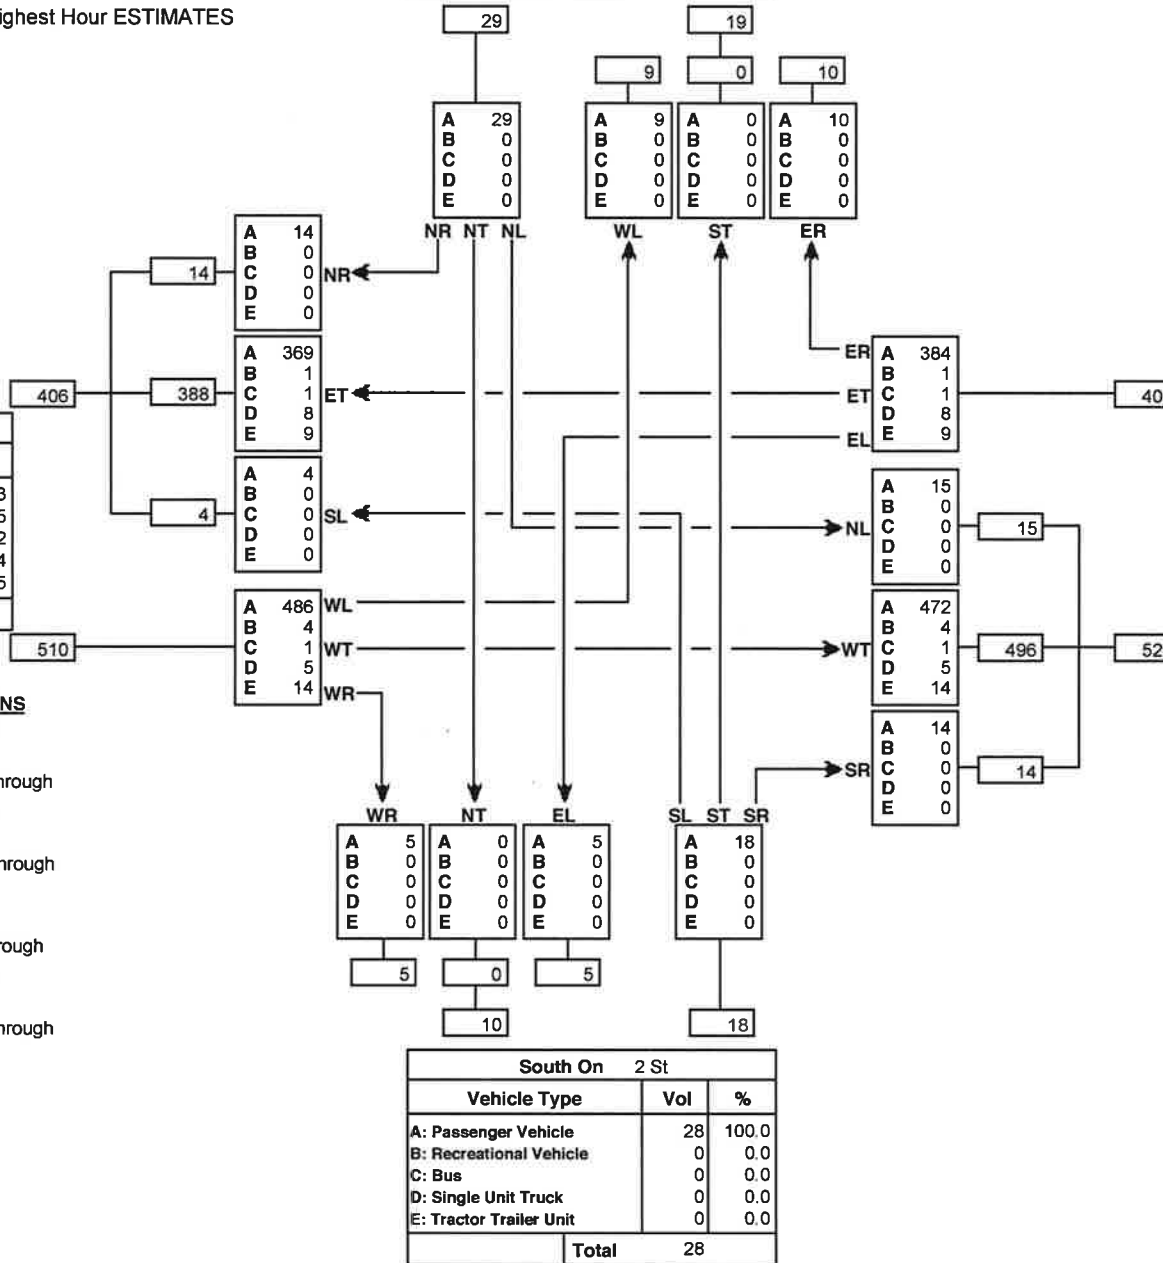 ighest Hour ESTIMATES
29
19
9
0
10
A 29
B 0
C 0
D 0
E 0
A 9
B 0
C 0
D 0
E 0
A 0
B 0
C 0
D 0
E 0
A 10
B 0
C 0
D 0
E 0
NR NT NL
WL
ST
ER
A 14
B 0
C 0
D 0
E 0
14
NR
A 369
B 1
C 1
D 8
E 9
406
388
ET
A 4
B 0
C 0
D 0
E 0
4
SL
3
5
2
4
5
ER
ET
EL
A 384
B 1
C 1
D 8
E 9
40
A 15
B 0
C 0
D 0
E 0
NL
15
A 486
B 4
C 1
D 5
E 14
WL
WT
WR
510
A 472
B 4
C 1
D 5
E 14
WT
496
52
A 14
B 0
C 0
D 0
E 0
SR
14
NS
hrough
hrough
rough
hrough
WR
NT
EL
SL ST SR
A 5
B 0
C 0
D 0
E 0
A 0
B 0
C 0
D 0
E 0
A 5
B 0
C 0
D 0
E 0
A 18
B 0
C 0
D 0
E 0
5
0
5
10
18
South On 2 St
Vehicle Type Vol %
A: Passenger Vehicle 28 100.0
B: Recreational Vehicle 0 0.0
C: Bus 0 0.0
D: Single Unit Truck 0 0.0
E: Tractor Trailer Unit 0 0.0
Total 28